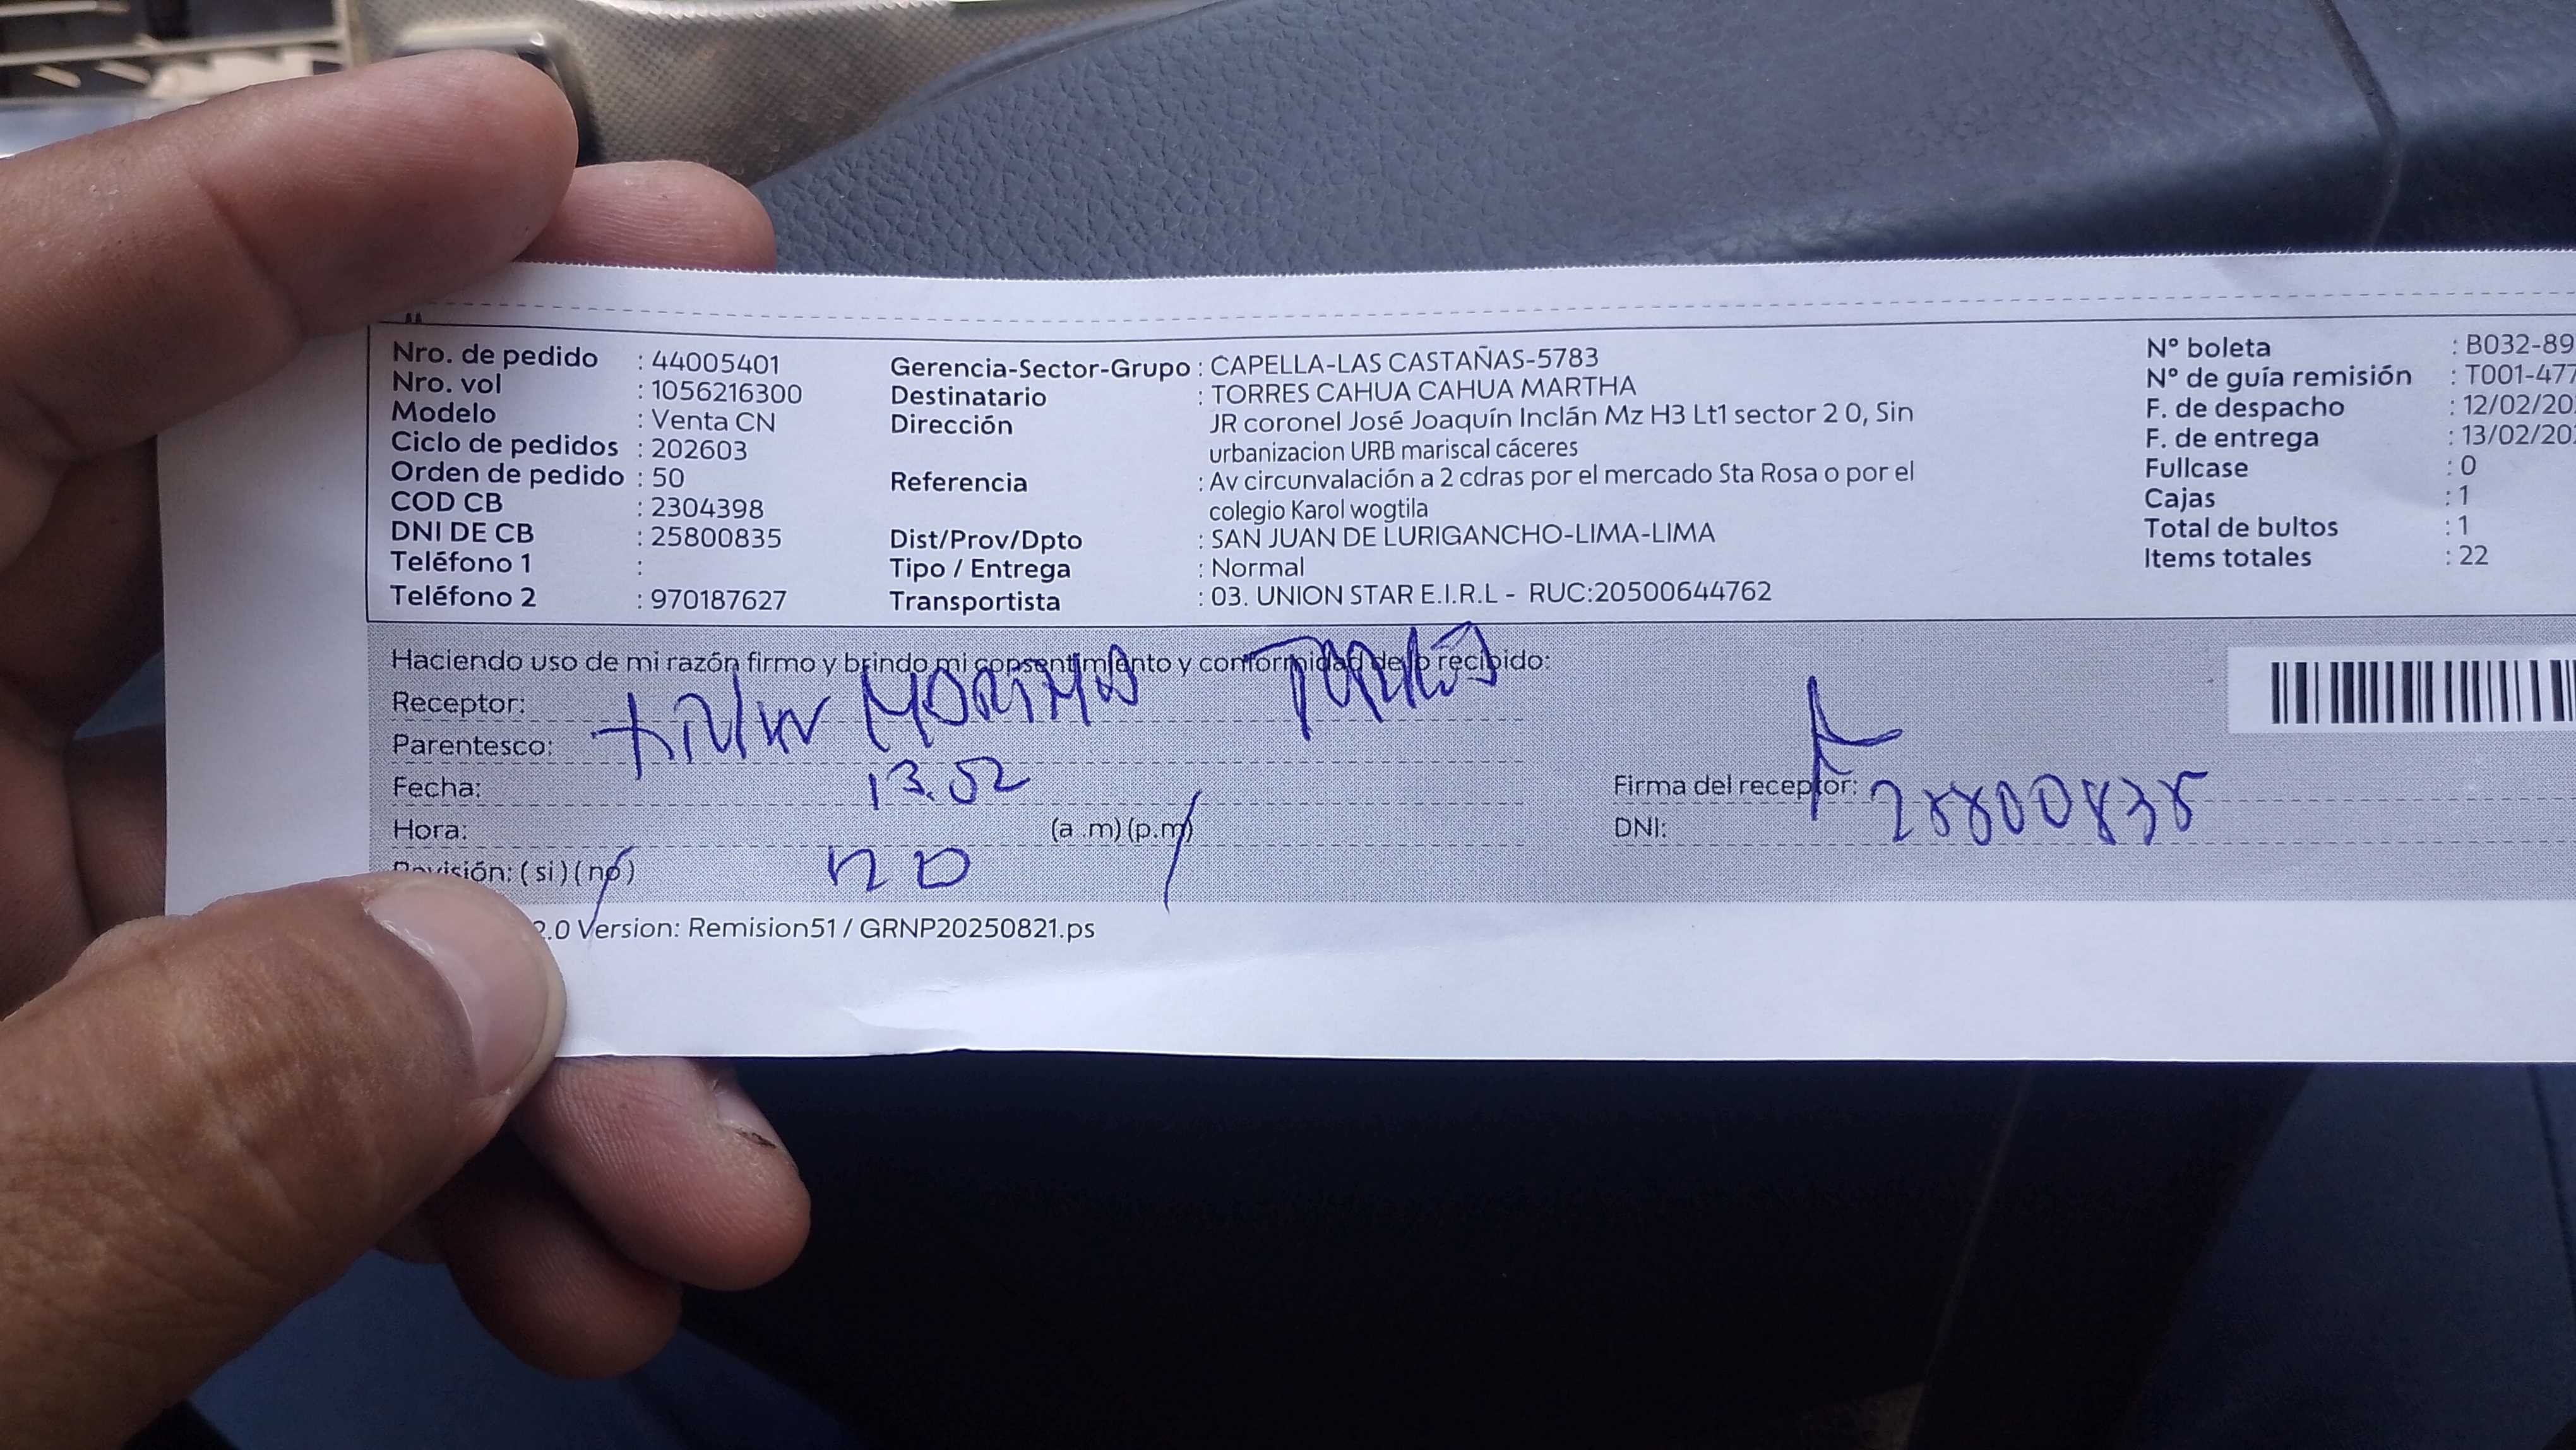 Nro. de pedido : 44005401
Nro. vol : 1056216300
Modelo : Venta CN
Ciclo de pedidos : 202603
Orden de pedido : 50
COD CB : 2304398
DNI DE CB : 25800835
Teléfono 1 :
Teléfono 2 : 970187627
Gerencia-Sector-Grupo : CAPELLA-LAS CASTAÑAS-5783
Destinatario : TORRES CAHUA CAHUA MARTHA
Dirección JR coronel José Joaquín Inclán Mz H3 Lt1 sector 2 0, Sin
urbanizacion URB mariscal cáceres
Referencia : Av circunvalación a 2 cdras por el mercado Sta Rosa o por el
colegio Karol wogtila
Dist/Prov/Dpto : SAN JUAN DE LURIGANCHO-LIMA-LIMA
Tipo / Entrega : Normal
Transportista : 03. UNION STAR E.I.R.L - RUC:20500644762
N° boleta : B032-89
N° de guía remisión : T001-477
F. de despacho : 12/02/20
F. de entrega : 13/02/20
Fullcase : 0
Cajas : 1
Total de bultos : 1
Items totales : 22
Haciendo uso de mi razón firmo y brindo mi consentimiento y conformidad de lo recibido:
Receptor:
Parentesco:
Fecha: 13.02
Hora: (a .m) (p.m)
Revisión: ( si ) ( no ) no
Firma del receptor:
DNI: 25800835
2.0 Version: Remision51 / GRNP20250821.ps